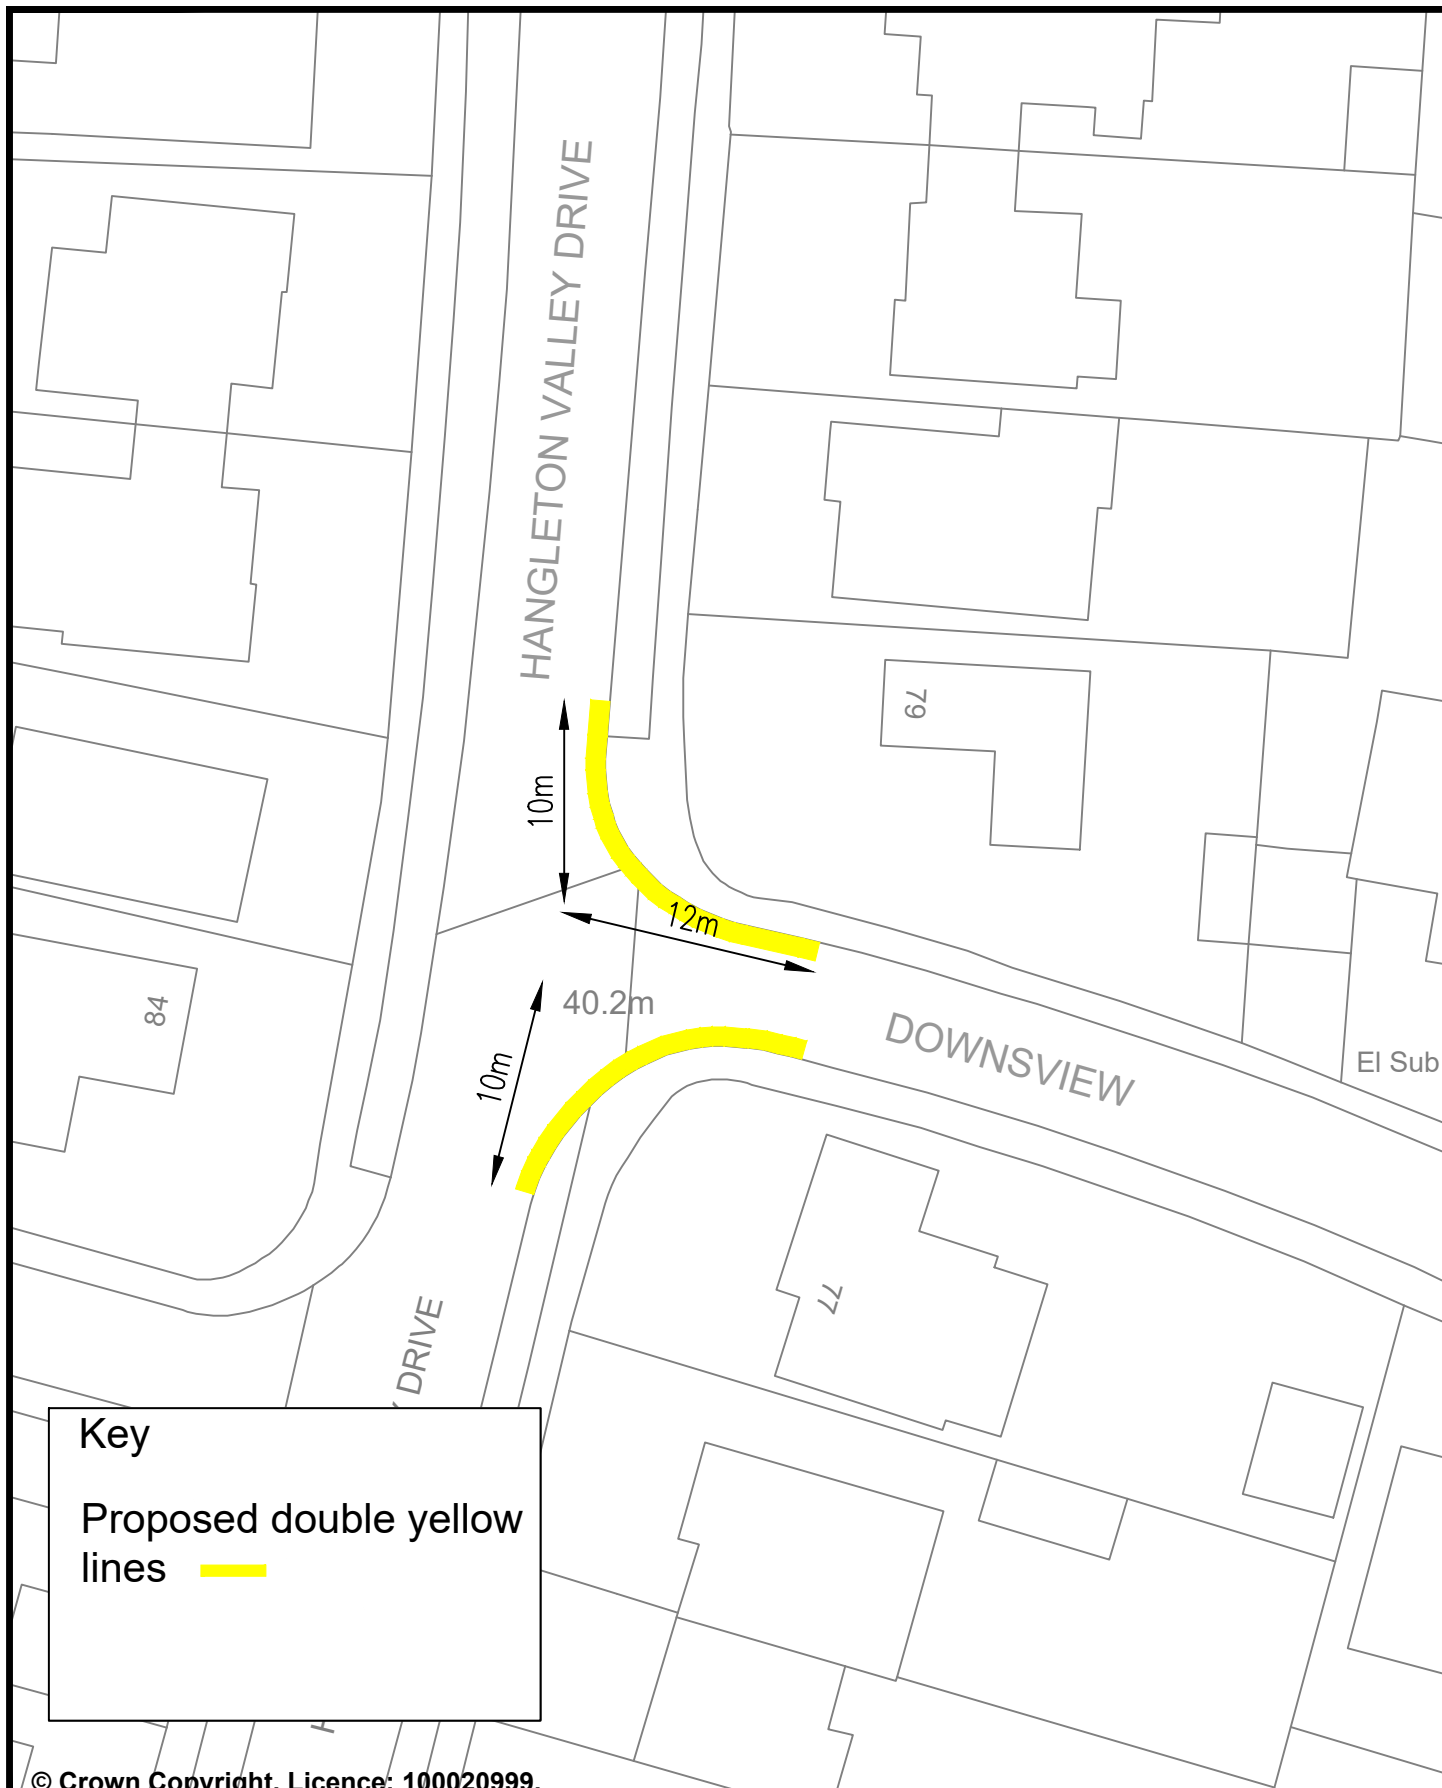 HANGLETON VALLEY DRIVE
79
10m
12m
84
40.2m
10m
DOWNSVIEW
El Sub
77
DRIVE
Key
Proposed double yellow
lines
© Crown Copyright. Licence: 100020999.